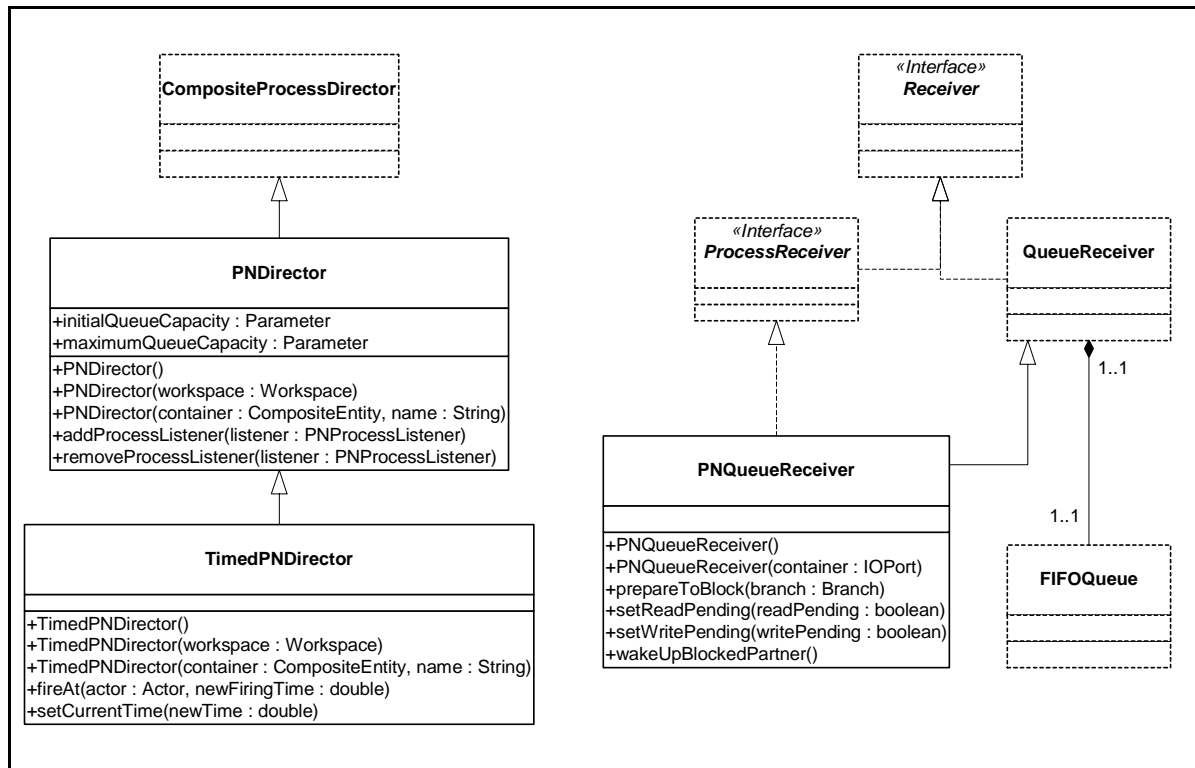 CompositeProcessDirector
PNDirector
+initialQueueCapacity : Parameter
+maximumQueueCapacity : Parameter
+PNDirector()
+PNDirector(workspace : Workspace)
+PNDirector(container : CompositeEntity, name : String)
+addProcessListener(listener : PNProcessListener)
+removeProcessListener(listener : PNProcessListener)
TimedPNDirector
+TimedPNDirector()
+TimedPNDirector(workspace : Workspace)
+TimedPNDirector(container : CompositeEntity, name : String)
+fireAt(actor : Actor, newFiringTime : double)
+setCurrentTime(newTime : double)
«Interface»
Receiver
«Interface»
ProcessReceiver
QueueReceiver
1..1
PNQueueReceiver
+PNQueueReceiver()
+PNQueueReceiver(container : IOPort)
+prepareToBlock(branch : Branch)
+setReadPending(readPending : boolean)
+setWritePending(writePending : boolean)
+wakeUpBlockedPartner()
1..1
FIFOQueue